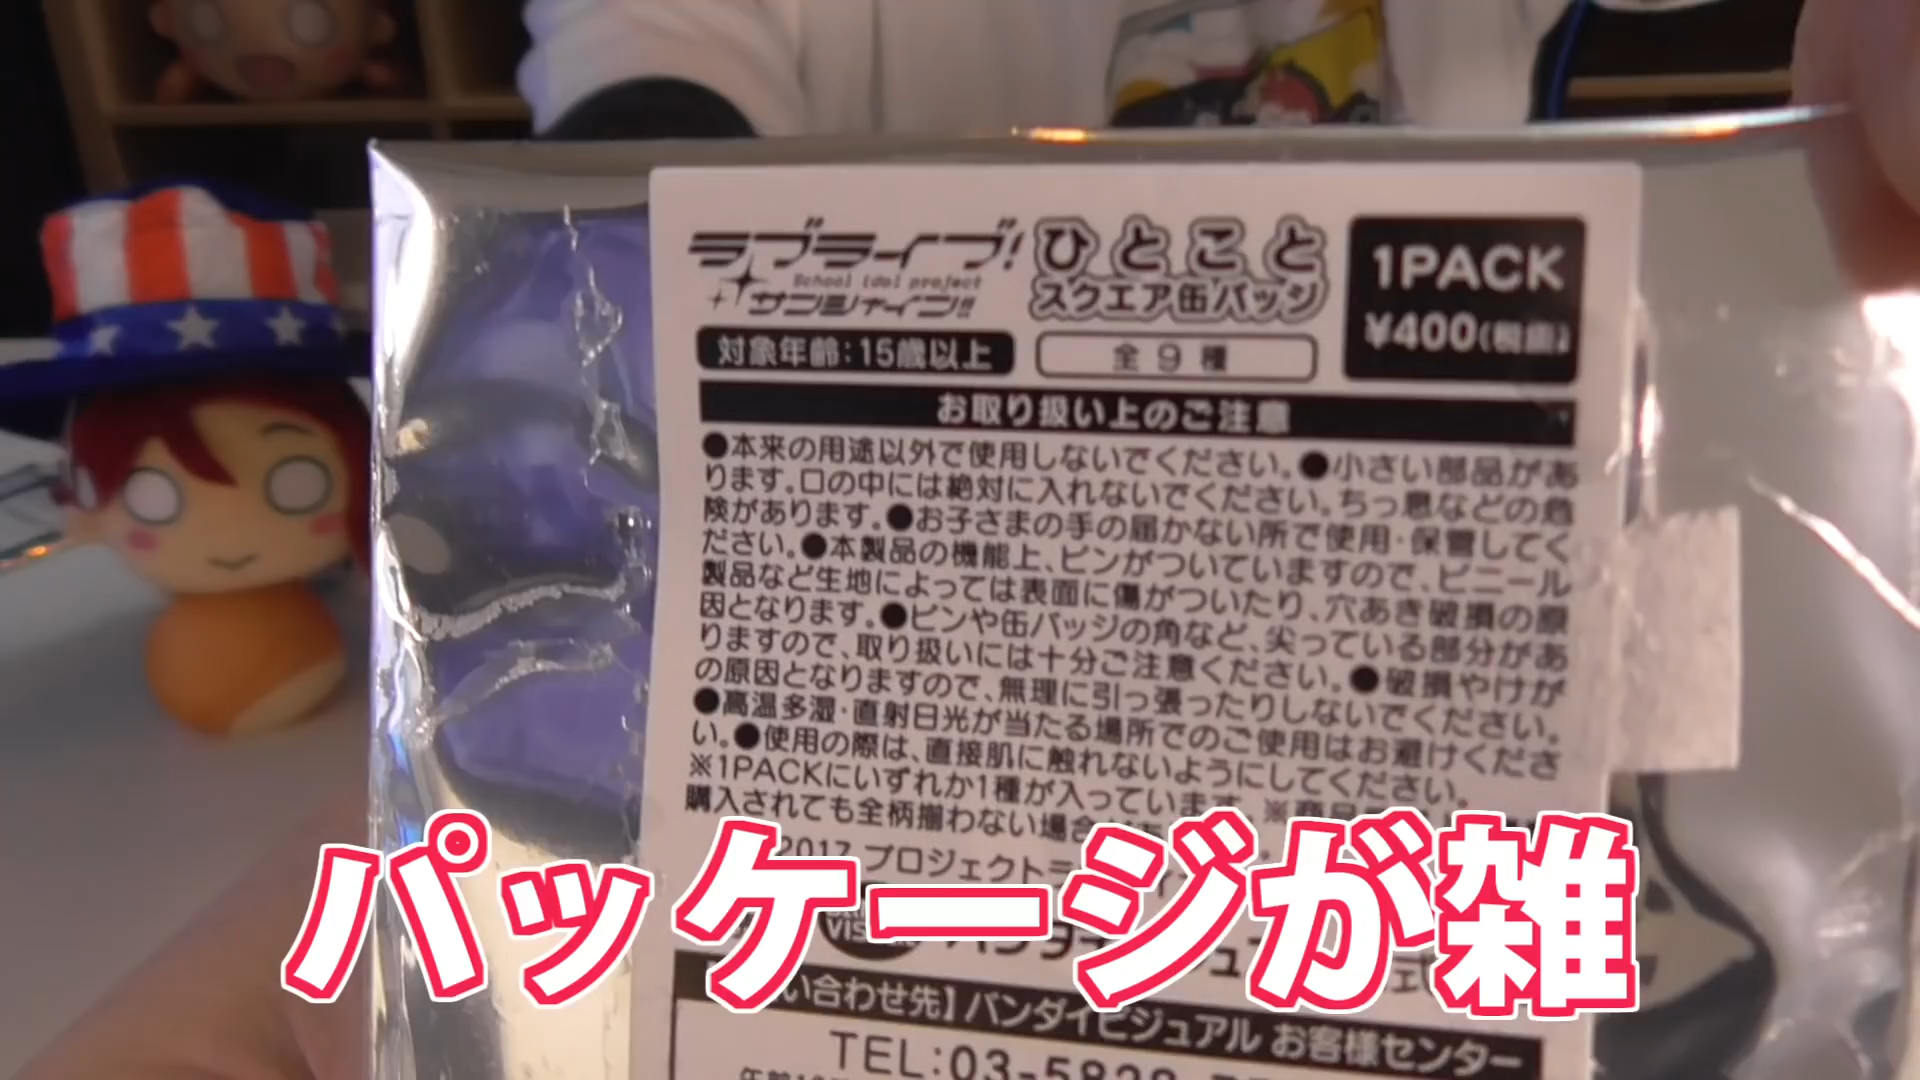 ラブライブ!
School idol project
サンシャイン!!
ひとこと
スクエア缶バッジ
1PACK
¥400(税抜)
対象年齢:15歳以上
全9種
お取り扱い上のご注意
●本来の用途以外で使用しないでください。●小さい部品があ
ります。口の中には絶対に入れないでください。ちっ息などの危
険があります。●お子さまの手の届かない所で使用・保管してく
ださい。●本製品の機能上、ピンがついていますので、ビニール
製品など生地によっては表面に傷がついたり、穴あき破損の原
因となります。●ピンや缶バッジの角など、尖っている部分があ
りますので、取り扱いには十分ご注意ください。●破損やけが
の原因となりますので、無理に引っ張ったりしないでください。
●高温多湿・直射日光が当たる場所でのご使用はお避けくださ
い。●使用の際は、直接肌に触れないようにしてください。
※1PACKにいずれか1種が入っています。※商品
購入されても全柄揃わない場合
2017 プロジェクトラ
パッケージが雑
い合わせ先】バンダイビジュアル お客様センター
TEL:03-5828